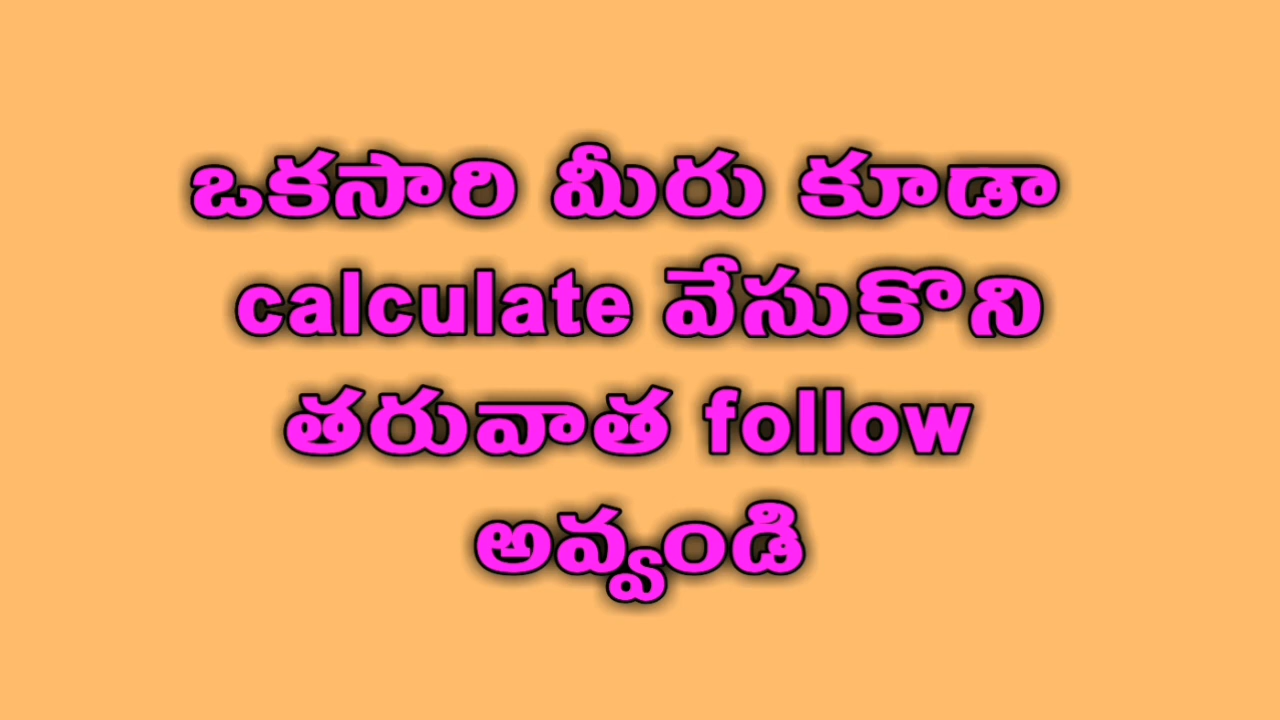 ఒకసారి మీరు కూడా
calculate వేసుకొని
తరువాత follow
అవ్వండి